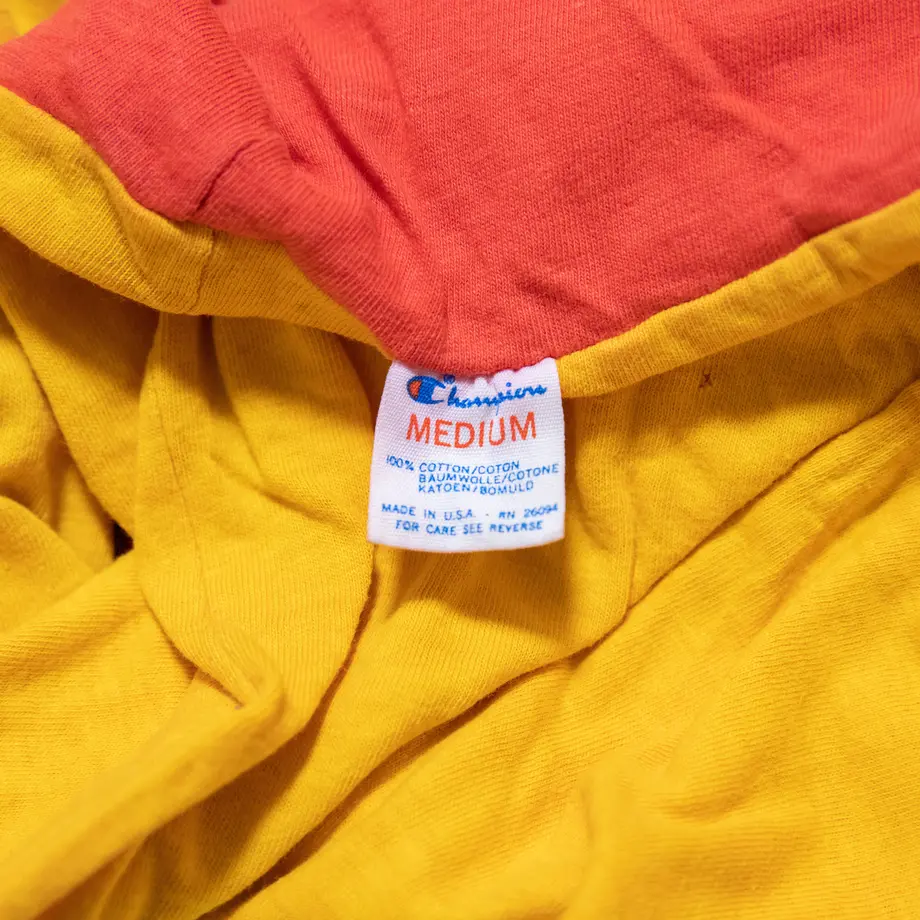 Champion®
MEDIUM
100% COTTON/COTON
BAUMWOLLE/COTONE
KATOEN/BOMULD
MADE IN U.S.A. - RN 26094
FOR CARE SEE REVERSE